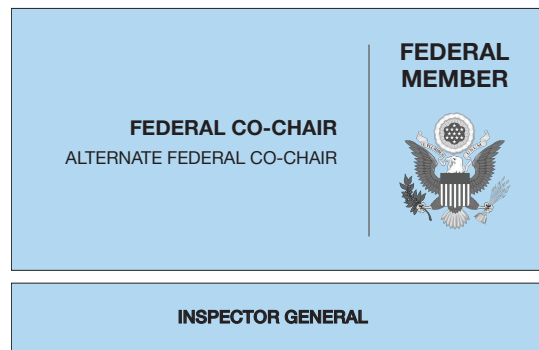 FEDERAL
MEMBER
FEDERAL CO-CHAIR
ALTERNATE FEDERAL CO-CHAIR
INSPECTOR GENERAL